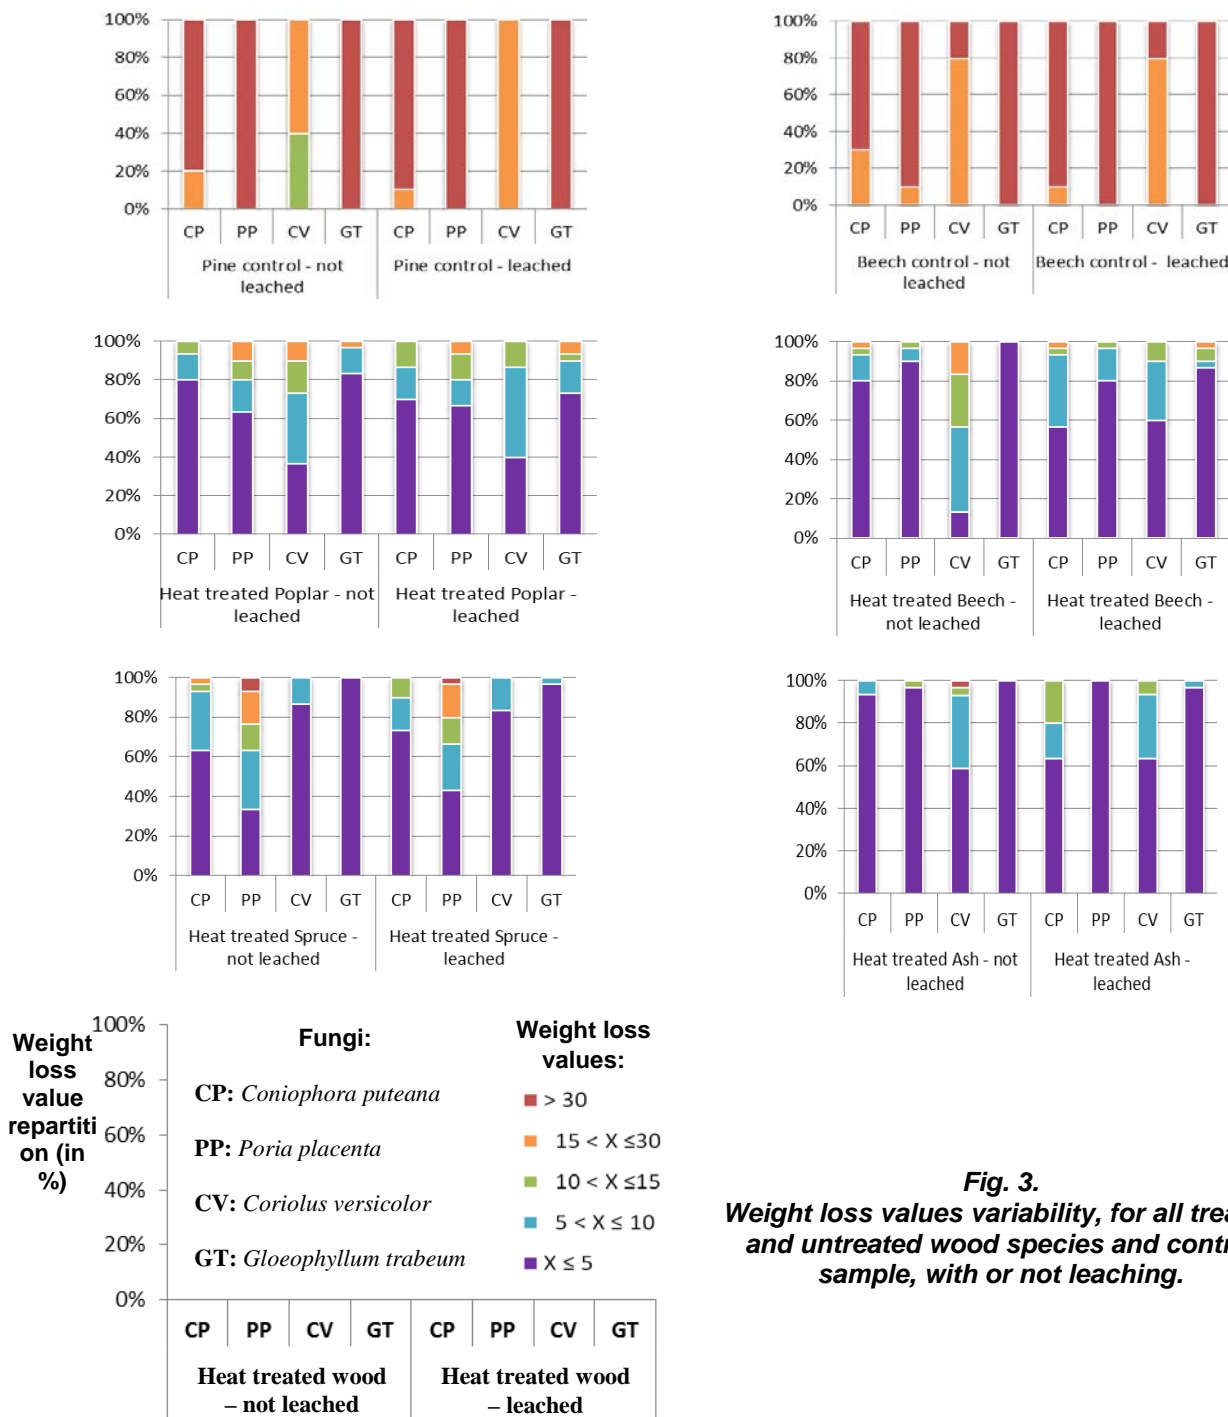 100%
80%
60%
40%
20%
0%
CP PP CV GT CP PP CV GT
Pine control - not leached
Pine control - leached
100%
80%
60%
40%
20%
0%
CP PP CV GT CP PP CV GT
Beech control - not leached
Beech control - leached
100%
80%
60%
40%
20%
0%
CP PP CV GT CP PP CV GT
Heat treated Poplar - not leached
Heat treated Poplar - leached
100%
80%
60%
40%
20%
0%
CP PP CV GT CP PP CV GT
Heat treated Beech - not leached
Heat treated Beech - leached
100%
80%
60%
40%
20%
0%
CP PP CV GT CP PP CV GT
Heat treated Spruce - not leached
Heat treated Spruce - leached
100%
80%
60%
40%
20%
0%
CP PP CV GT CP PP CV GT
Heat treated Ash - not leached
Heat treated Ash - leached
Weight
loss
value
repartiti
on (in
%)
100%
80%
60%
40%
20%
0%
Fungi:
CP: Coniophora puteana
PP: Poria placenta
CV: Coriolus versicolor
GT: Gloeophyllum trabeum
Weight loss
values:
> 30
15 < X ≤30
10 < X ≤15
5 < X ≤ 10
X ≤ 5
CP PP CV GT CP PP CV GT
Heat treated wood
– not leached
Heat treated wood
– leached
Fig. 3.
Weight loss values variability, for all trea
and untreated wood species and contr
sample, with or not leaching.